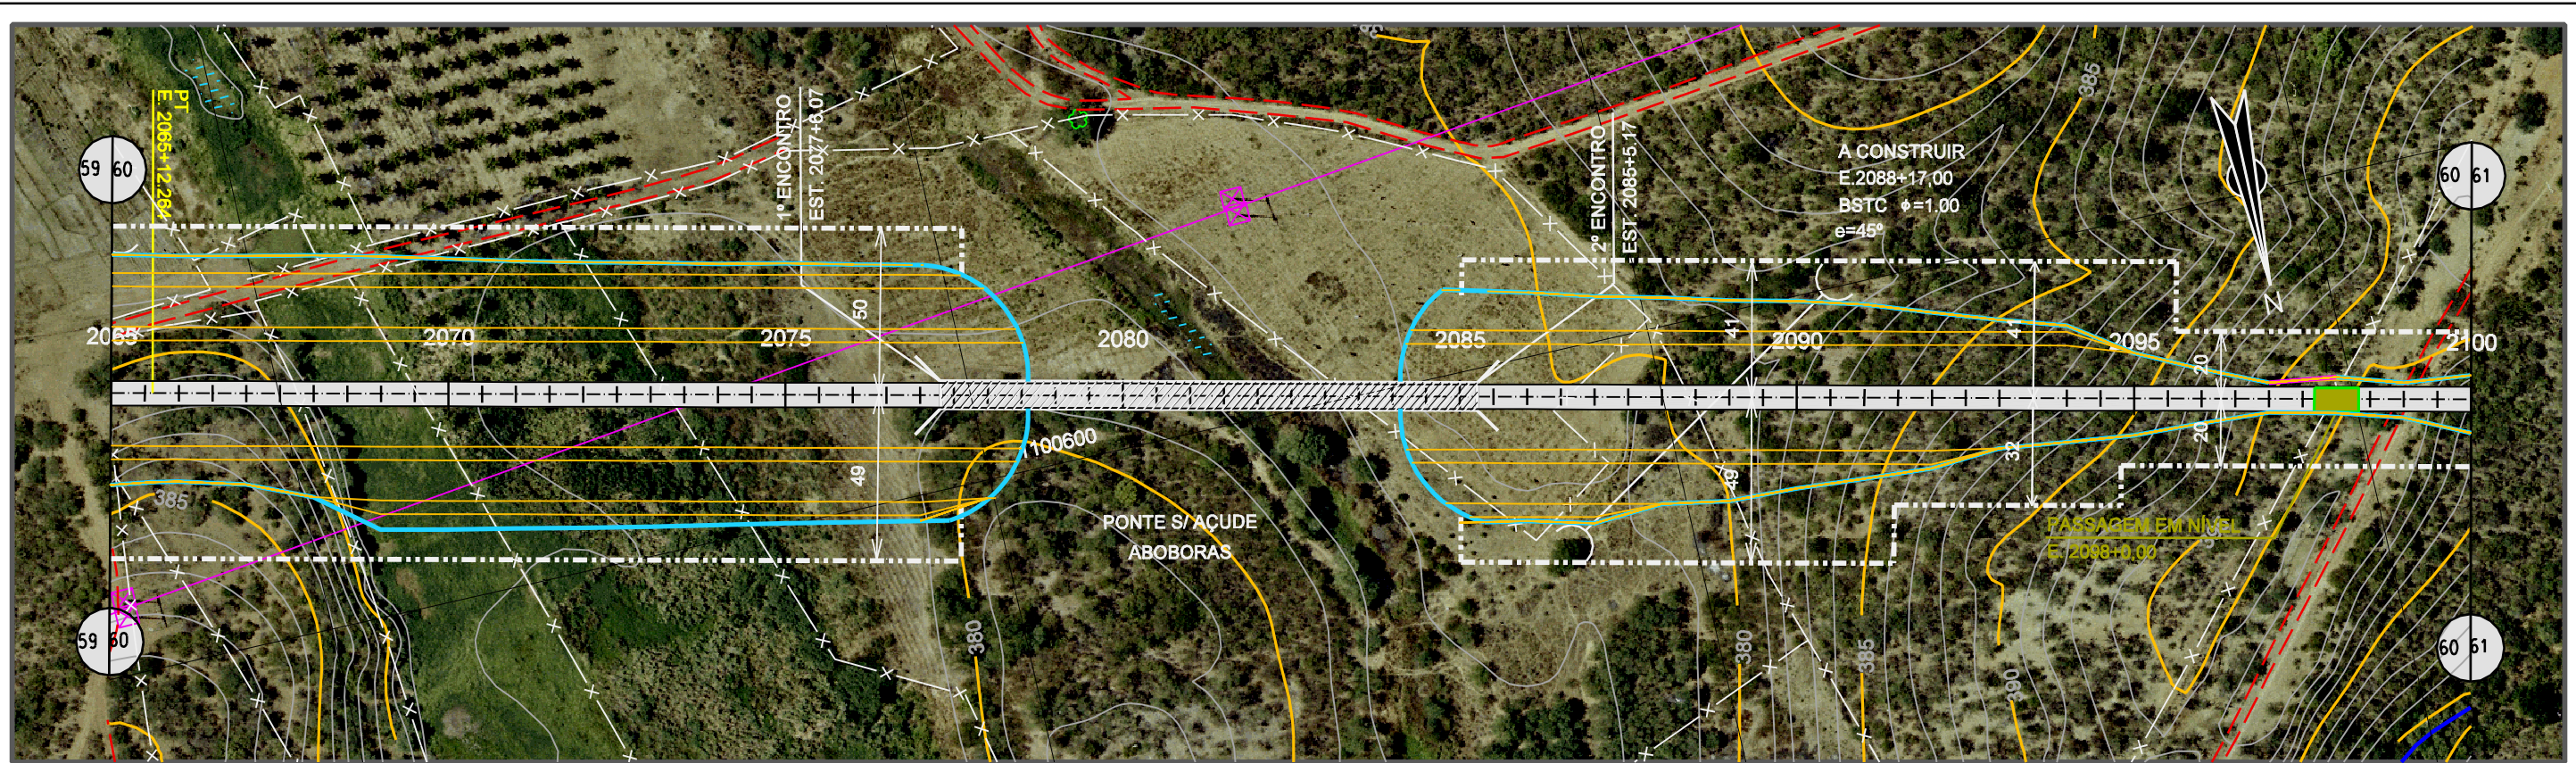 385
385
PT
E. 2065+12.264
1º ENCONTRO
EST. 2077+6.07
2º ENCONTRO
EST. 2085+5.17
A CONSTRUIR
E.2088+17,00
BSTC ϕ=1.00
e=45º
N
59 60
60 61
2065
2070
2075
2080
2085
2090
2095
2100
50
41
41
20
49
49
32
20
100600
385
PONTE S/ AÇUDE
ABOBORAS
PASSAGEM EM NÍVEL
E. 2098+0,00
59 60
60 61
380
380
385
390